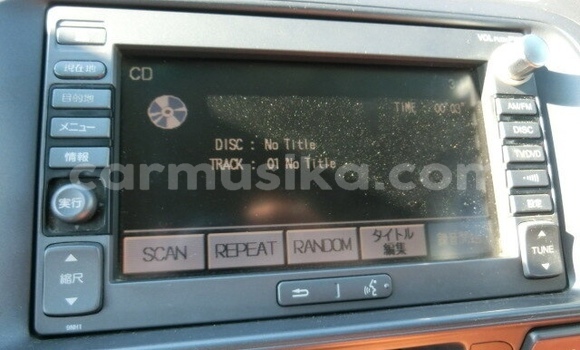 VOL PUSH
CD
現在地
目的地
メニュー
情報
実行
縮尺
TIME : 00'03"
DISC : No Title
TRACK : 01 No Title
carmusika.com
SCAN
REPEAT
RANDOM
タイトル
編集
AM/FM
DISC
TV/DVD
設定
TUNE